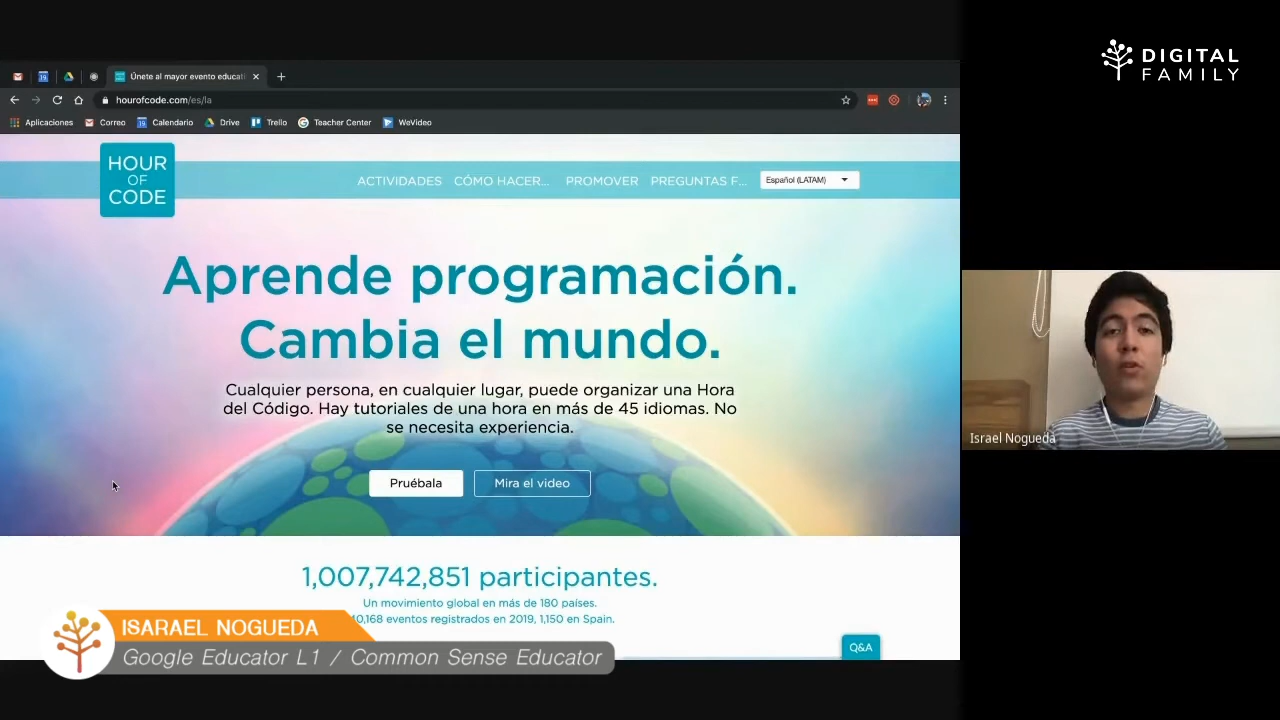 DIGITAL
FAMILY
Únete al mayor evento educati
hourofcode.com/es/la
Aplicaciones
Correo
Calendario
Drive
Trello
Teacher Center
WeVideo
HOUR
OF
CODE
ACTIVIDADES
CÓMO HACER...
PROMOVER
PREGUNTAS F...
Español (LATAM)
Aprende programación.
Cambia el mundo.
Cualquier persona, en cualquier lugar, puede organizar una Hora
del Código. Hay tutoriales de una hora en más de 45 idiomas. No
se necesita experiencia.
Pruébala
Mira el video
Israel Nogueda
1,007,742,851 participantes.
Un movimiento global en más de 180 países.
eventos registrados en 2019, 1,150 en Spain.
ISARAEL NOGUEDA
Google Educator L1 / Common Sense Educator
Q&A